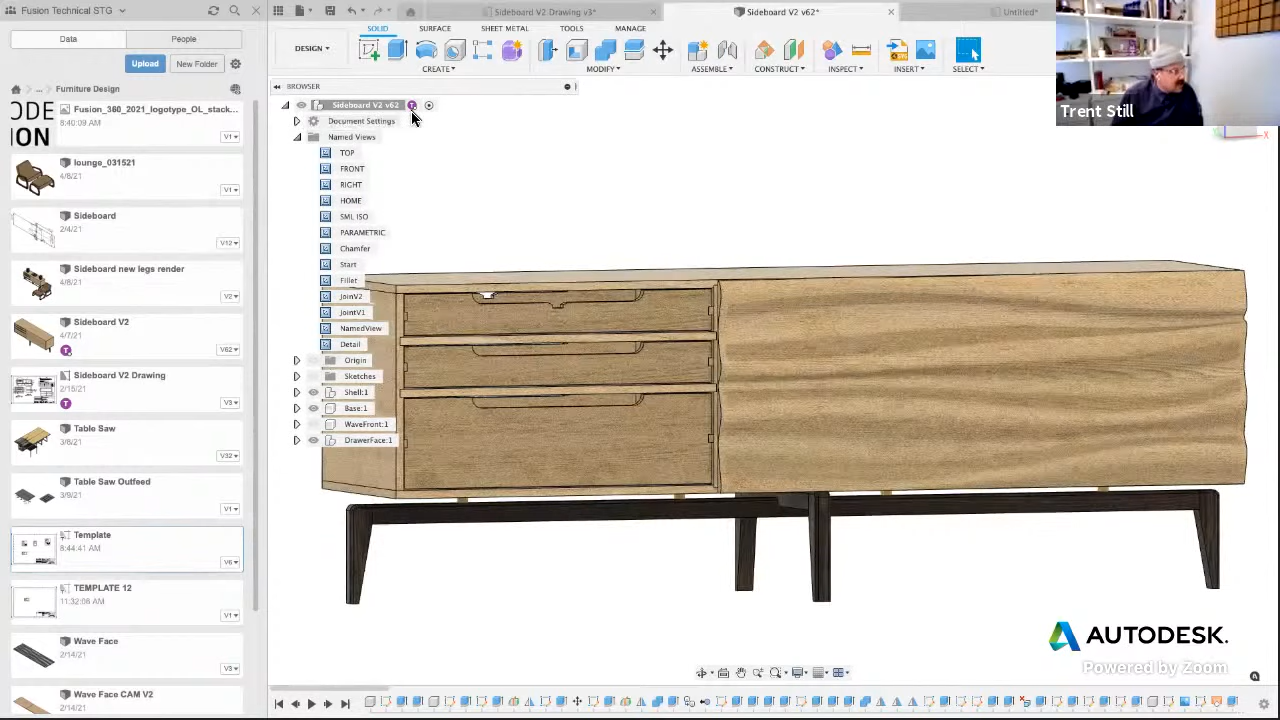 Fusion Technical STG
Data
People
Upload
New Folder
...
Furniture Design
Fusion_360_2021_logotype_OL_stack...
8:40:09 AM
V1
ODE
ION
lounge_031521
4/8/21
V1
Sideboard
2/4/21
V12
Sideboard new legs render
4/8/21
V2
Sideboard V2
4/7/21
T
V62
Sideboard V2 Drawing
2/15/21
T
V3
Table Saw
3/8/21
V32
Table Saw Outfeed
3/9/21
V1
Template
8:44:41 AM
V6
TEMPLATE 12
11:32:06 AM
V1
Wave Face
2/14/21
V3
Wave Face CAM V2
2/14/21
Sideboard V2 Drawing v3*
Sideboard V2 v62*
Untitled*
SOLID
SURFACE
SHEET METAL
TOOLS
MANAGE
DESIGN
CREATE
MODIFY
ASSEMBLE
CONSTRUCT
INSPECT
INSERT
SELECT
BROWSER
Sideboard V2 v62
T
Document Settings
Named Views
TOP
FRONT
RIGHT
HOME
SML ISO
PARAMETRIC
Chamfer
Start
Fillet
JoinV2
JointV1
NamedView
Detail
Origin
Sketches
Shell:1
Base:1
WaveFront:1
DrawerFace:1
Trent Still
X
AUTODESK.
Powered by Zoom